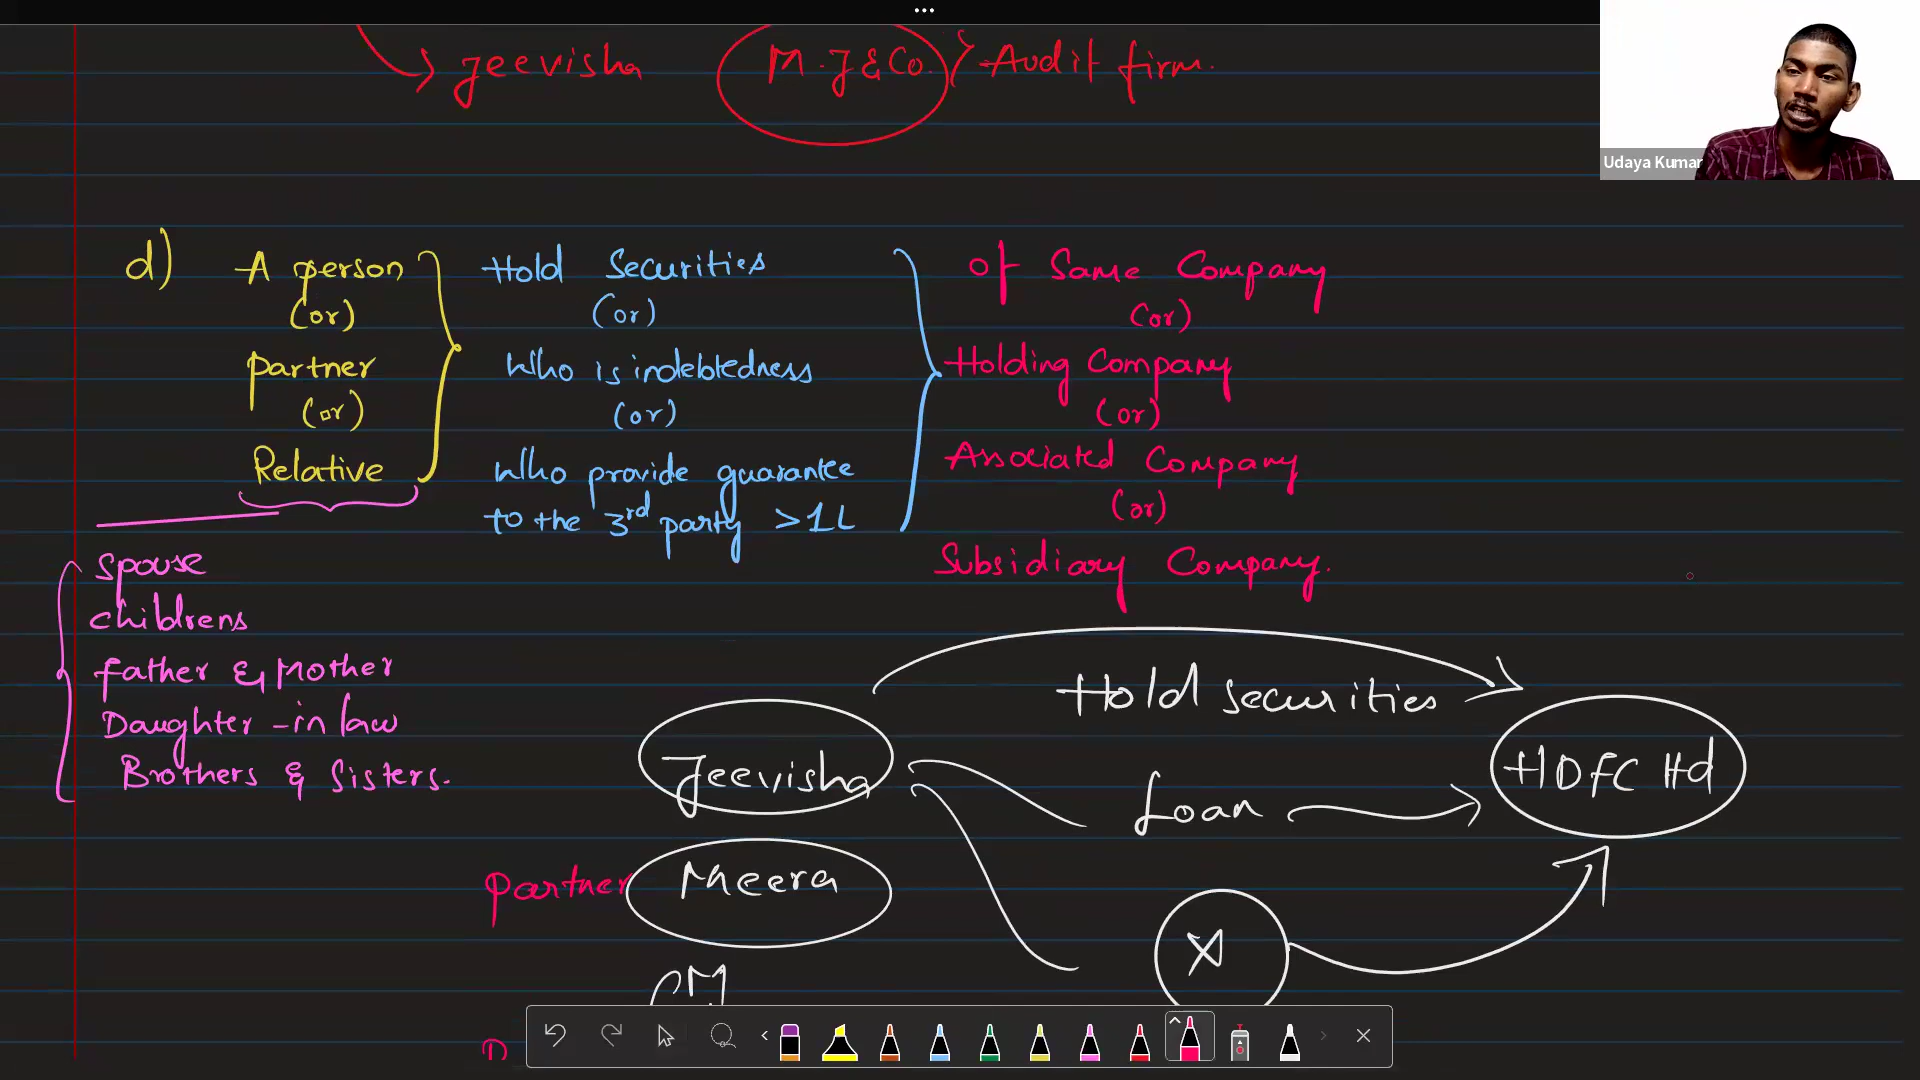 ...
Jeevisha M.J & Co. Audit firm.
Udaya Kumar
d) A person Hold Securities of Same Company
(or) (or) (or)
partner Who is indebtedness Holding Company
(or) (or) (or)
Relative Who provide guarantee Associated Company
to the 3rd party >1L (or)
Spouse Subsidiary Company.
childrens
father & Mother Hold securities
Daughter -in law
Brothers & Sisters. Jeevisha HDFC Hd
Loan
partner Meera
X